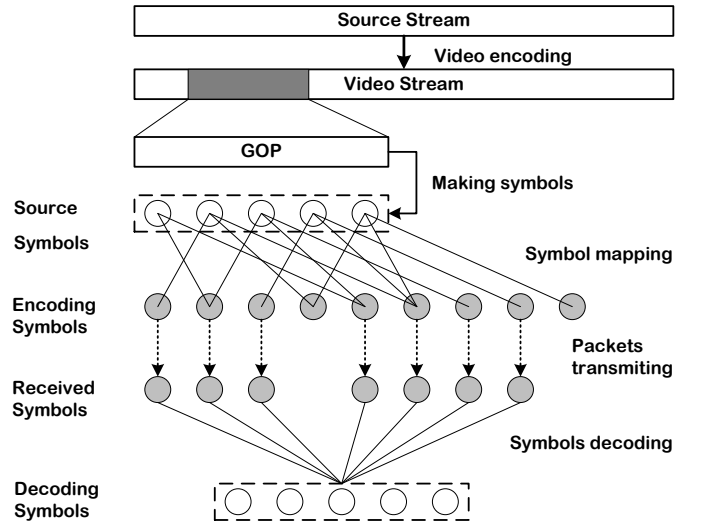 Source Stream
Video encoding
Video Stream
GOP
Making symbols
Source
Symbols
Symbol mapping
Encoding
Symbols
Packets
transmiting
Received
Symbols
Symbols decoding
Decoding
Symbols